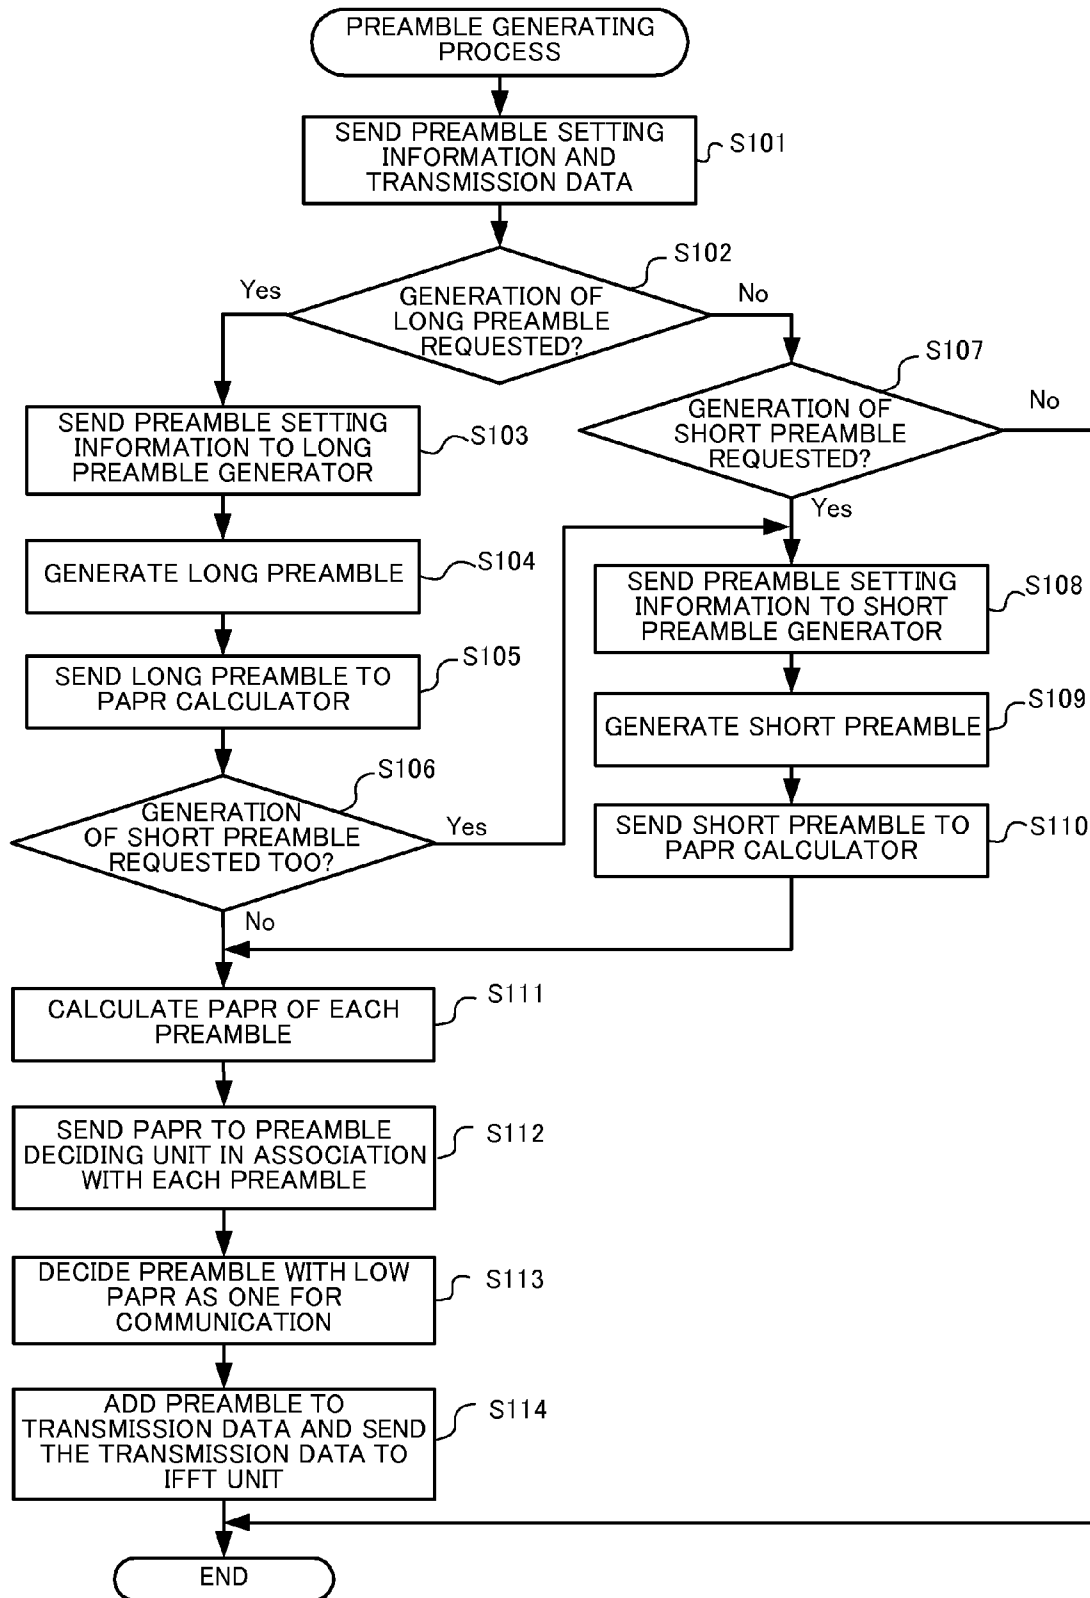 PREAMBLE GENERATING
PROCESS
SEND PREAMBLE SETTING
INFORMATION AND
TRANSMISSION DATA
S101
GENERATION OF
LONG PREAMBLE
REQUESTED?
S102
Yes
No
SEND PREAMBLE SETTING
INFORMATION TO LONG
PREAMBLE GENERATOR
S103
GENERATE LONG PREAMBLE
S104
SEND LONG PREAMBLE TO
PAPR CALCULATOR
S105
GENERATION
OF SHORT PREAMBLE
REQUESTED TOO?
S106
Yes
No
GENERATION OF
SHORT PREAMBLE
REQUESTED?
S107
No
Yes
SEND PREAMBLE SETTING
INFORMATION TO SHORT
PREAMBLE GENERATOR
S108
GENERATE SHORT PREAMBLE
S109
SEND SHORT PREAMBLE TO
PAPR CALCULATOR
S110
CALCULATE PAPR OF EACH
PREAMBLE
S111
SEND PAPR TO PREAMBLE
DECIDING UNIT IN ASSOCIATION
WITH EACH PREAMBLE
S112
DECIDE PREAMBLE WITH LOW
PAPR AS ONE FOR
COMMUNICATION
S113
ADD PREAMBLE TO
TRANSMISSION DATA AND SEND
THE TRANSMISSION DATA TO
IFFT UNIT
S114
END